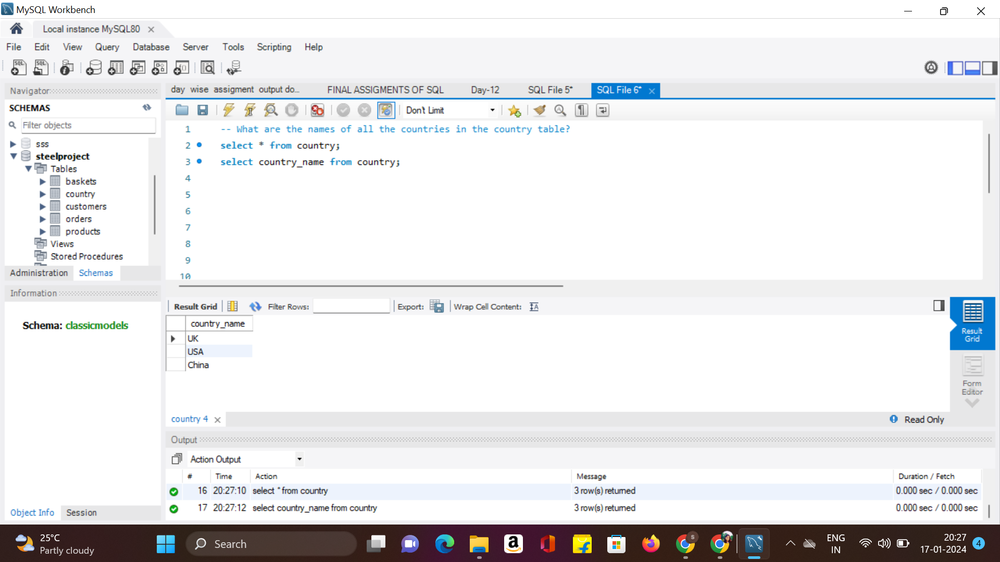 MySQL Workbench
Local instance MySQL80
File Edit View Query Database Server Tools Scripting Help
Navigator
SCHEMAS
Filter objects
sss
steelproject
Tables
baskets
country
customers
orders
products
Views
Stored Procedures
Administration Schemas
Information
Schema: classicmodels
Object Info Session
day wise assigment output do... FINAL ASSIGMENTS OF SQL Day-12 SQL File 5* SQL File 6*
Don't Limit
1 -- What are the names of all the countries in the country table?
2 select * from country;
3 select country_name from country;
4
5
6
7
8
9
10
Result Grid Filter Rows: Export: Wrap Cell Content:
country_name
UK
USA
China
Result Grid
Form Editor
country 4 Read Only
Output
Action Output
# Time Action Message Duration / Fetch
16 20:27:10 select * from country 3 row(s) returned 0.000 sec / 0.000 sec
17 20:27:12 select country_name from country 3 row(s) returned 0.000 sec / 0.000 sec
25°C
Partly cloudy
Search
ENG
IN
20:27
17-01-2024
4